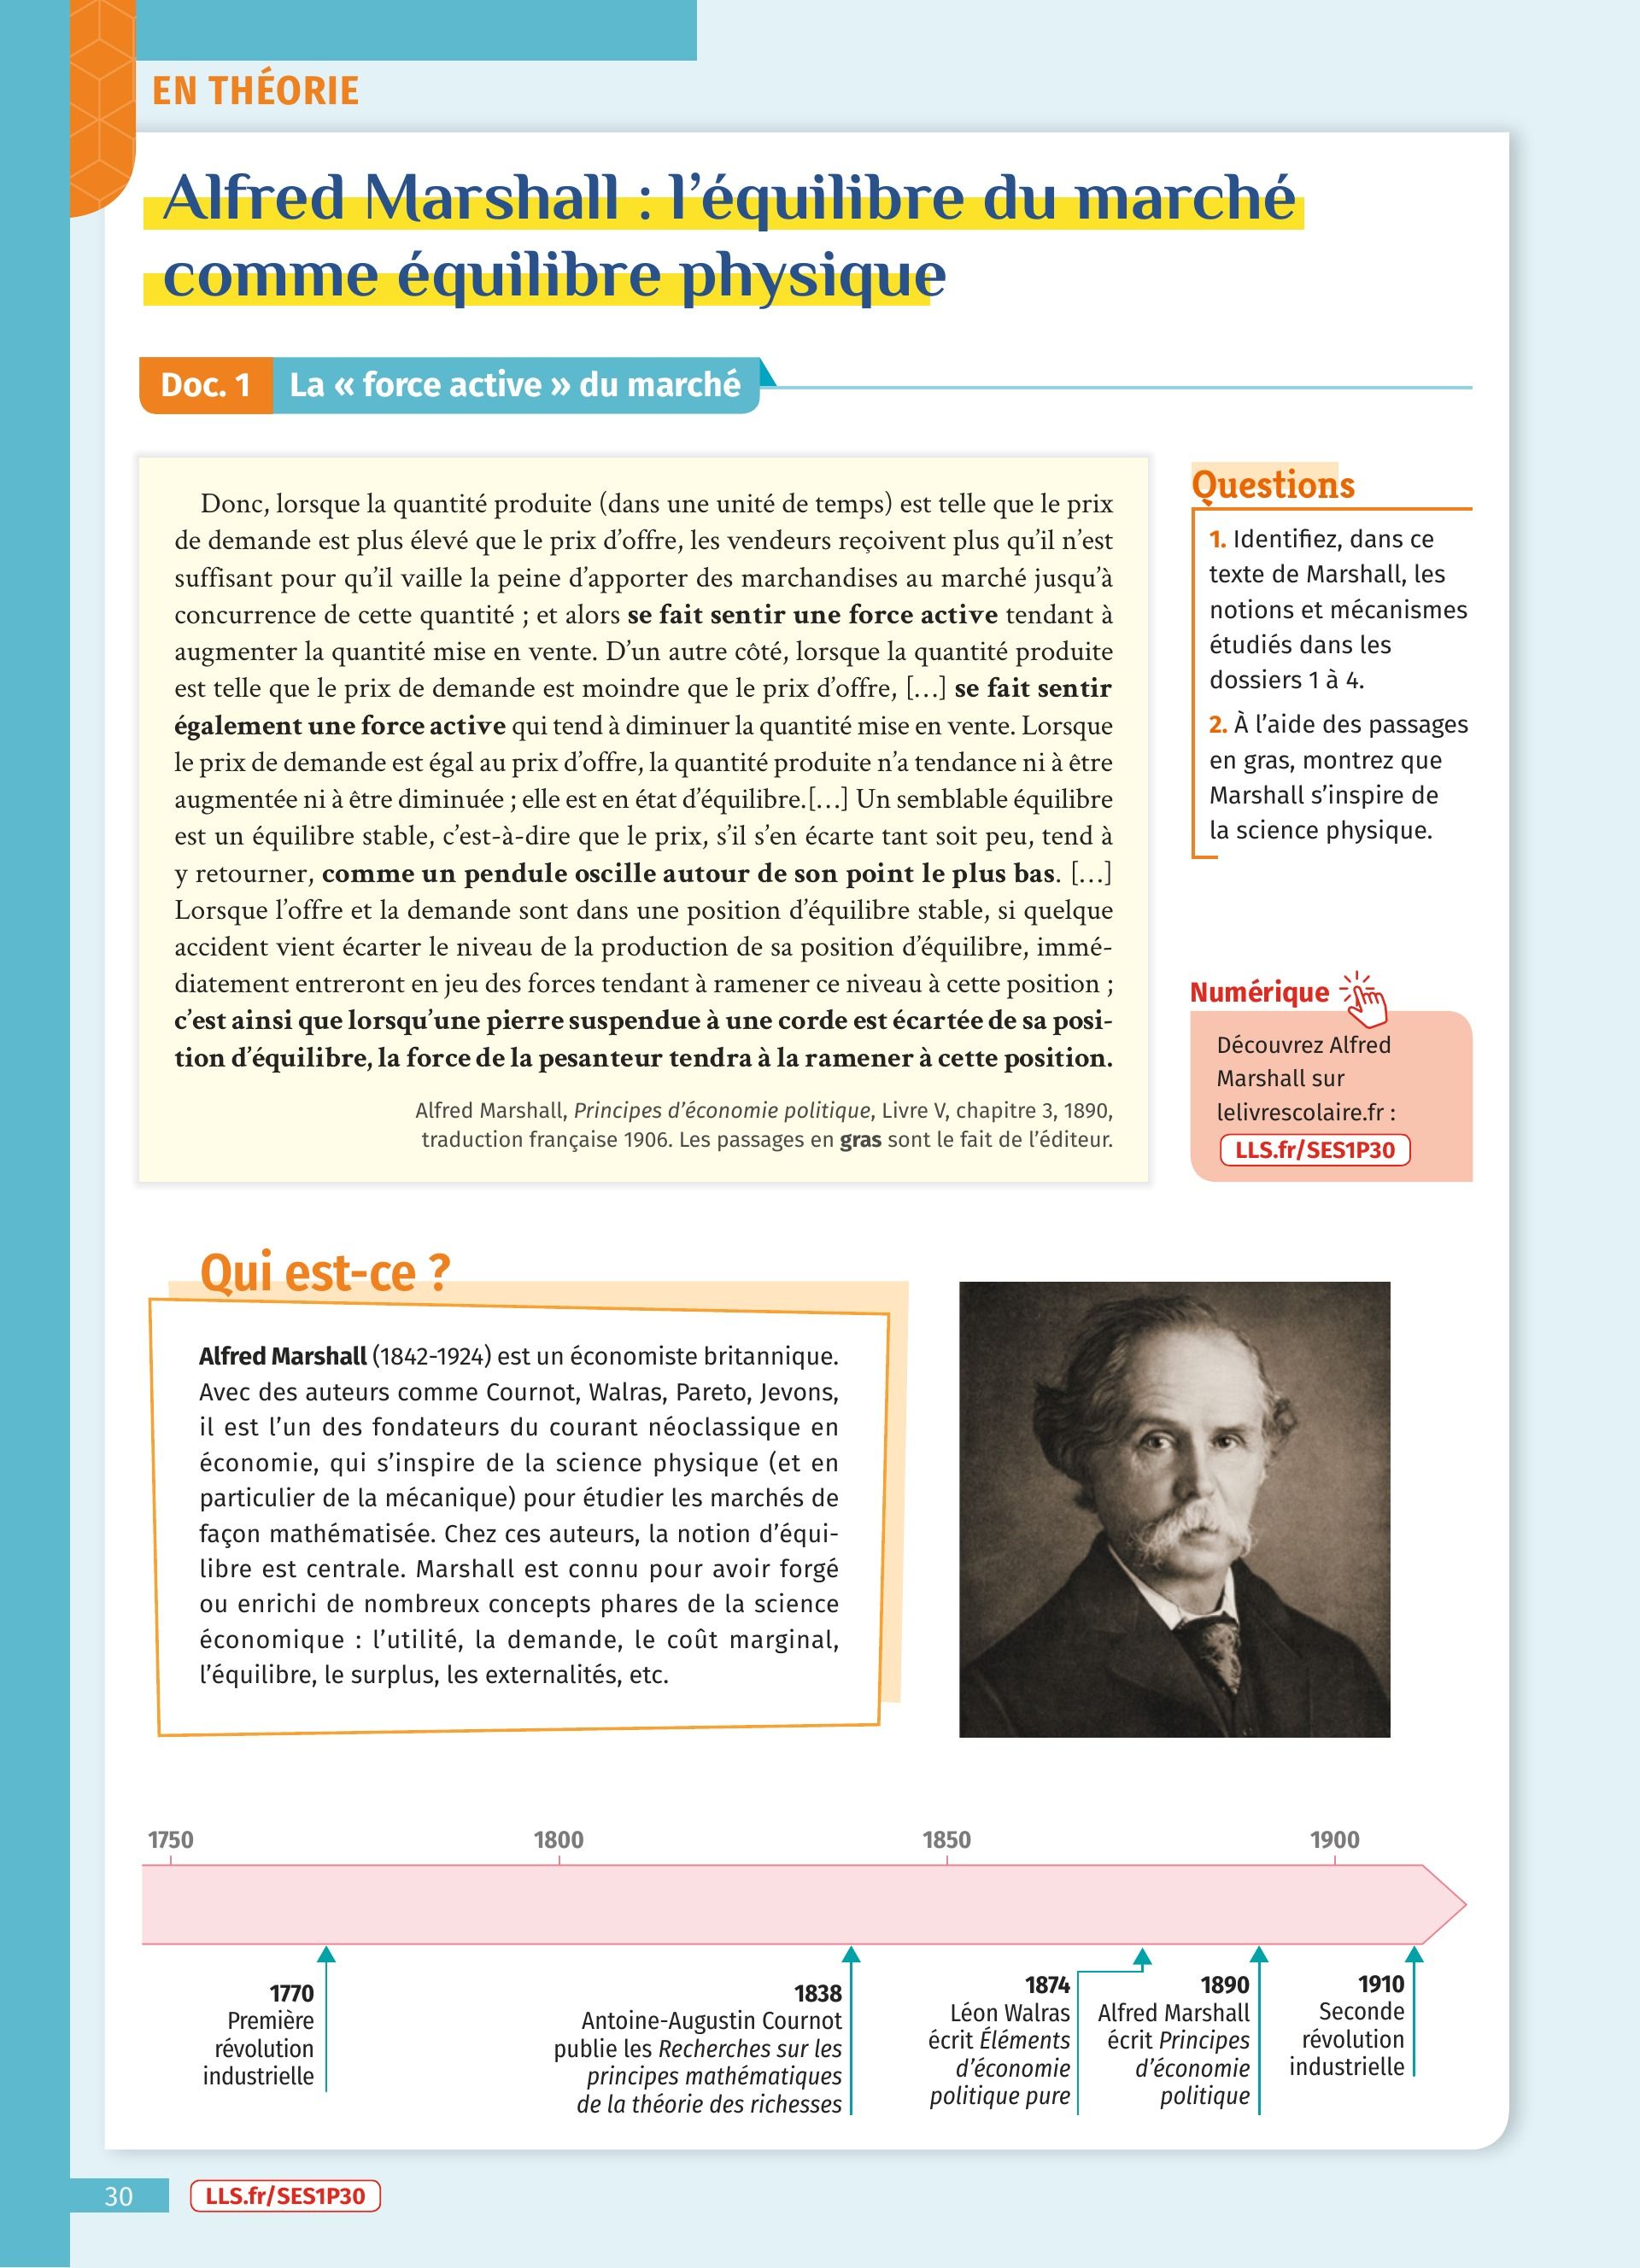 EN THÉORIE
Alfred Marshall : l’équilibre du marché
comme équilibre physique
Doc. 1 La « force active » du marché
Donc, lorsque la quantité produite (dans une unité de temps) est telle que le prix
de demande est plus élevé que le prix d’offre, les vendeurs reçoivent plus qu’il n’est
suffisant pour qu’il vaille la peine d’apporter des marchandises au marché jusqu’à
concurrence de cette quantité ; et alors se fait sentir une force active tendant à
augmenter la quantité mise en vente. D’un autre côté, lorsque la quantité produite
est telle que le prix de demande est moindre que le prix d’offre, […] se fait sentir
également une force active qui tend à diminuer la quantité mise en vente. Lorsque
le prix de demande est égal au prix d’offre, la quantité produite n’a tendance ni à être
augmentée ni à être diminuée ; elle est en état d’équilibre.[…] Un semblable équilibre
est un équilibre stable, c’est-à-dire que le prix, s’il s’en écarte tant soit peu, tend à
y retourner, comme un pendule oscille autour de son point le plus bas. […]
Lorsque l’offre et la demande sont dans une position d’équilibre stable, si quelque
accident vient écarter le niveau de la production de sa position d’équilibre, immé-
diatement entreront en jeu des forces tendant à ramener ce niveau à cette position ;
c’est ainsi que lorsqu’une pierre suspendue à une corde est écartée de sa posi-
tion d’équilibre, la force de la pesanteur tendra à la ramener à cette position.
Alfred Marshall, Principes d’économie politique, Livre V, chapitre 3, 1890,
traduction française 1906. Les passages en gras sont le fait de l’éditeur.
Questions
1. Identifiez, dans ce
texte de Marshall, les
notions et mécanismes
étudiés dans les
dossiers 1 à 4.
2. À l’aide des passages
en gras, montrez que
Marshall s’inspire de
la science physique.
Numérique
Découvrez Alfred
Marshall sur
lelivrescolaire.fr :
LLS.fr/SES1P30
Qui est-ce ?
Alfred Marshall (1842-1924) est un économiste britannique.
Avec des auteurs comme Cournot, Walras, Pareto, Jevons,
il est l’un des fondateurs du courant néoclassique en
économie, qui s’inspire de la science physique (et en
particulier de la mécanique) pour étudier les marchés de
façon mathématisée. Chez ces auteurs, la notion d’équi-
libre est centrale. Marshall est connu pour avoir forgé
ou enrichi de nombreux concepts phares de la science
économique : l’utilité, la demande, le coût marginal,
l’équilibre, le surplus, les externalités, etc.
1750
1800
1850
1900
1770
Première
révolution
industrielle
1838
Antoine-Augustin Cournot
publie les Recherches sur les
principes mathématiques
de la théorie des richesses
1874
Léon Walras
écrit Éléments
d’économie
politique pure
1890
Alfred Marshall
écrit Principes
d’économie
politique
1910
Seconde
révolution
industrielle
30
LLS.fr/SES1P30